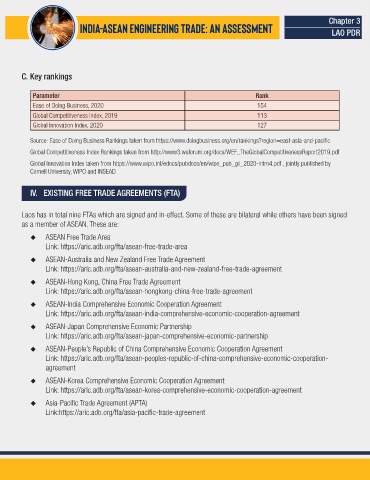 INDIA-ASEAN ENGINEERING TRADE: AN ASSESSMENT
Chapter 3
LAO PDR
C. Key rankings
Parameter Rank
Ease of Doing Business, 2020 154
Global Competitiveness Index, 2019 113
Global Innovation Index, 2020 127
Source: Ease of Doing Business Rankings taken from https://www.doingbusiness.org/en/rankings?region=east-asia-and-pacific
Global Competitiveness Index Rankings taken from http://www3.weforum.org/docs/WEF_TheGlobalCompetitivenessReport2019.pdf
Global Innovation Index taken from https://www.wipo.int/edocs/pubdocs/en/wipo_pub_gii_2020-intro4.pdf , jointly published by
Cornell University, WIPO and INSEAD
IV. EXISTING FREE TRADE AGREEMENTS (FTA)
Laos has in total nine FTAs which are signed and in-effect. Some of these are bilateral while others have been signed
as a member of ASEAN. These are:
◆ ASEAN Free Trade Area
Link: https://aric.adb.org/fta/asean-free-trade-area
◆ ASEAN-Australia and New Zealand Free Trade Agreement
Link: https://aric.adb.org/fta/asean-australia-and-new-zealand-free-trade-agreement
◆ ASEAN-Hong Kong, China Free Trade Agreement
Link: https://aric.adb.org/fta/asean-hongkong-china-free-trade-agreement
◆ ASEAN-India Comprehensive Economic Cooperation Agreement
Link: https://aric.adb.org/fta/asean-india-comprehensive-economic-cooperation-agreement
◆ ASEAN-Japan Comprehensive Economic Partnership
Link: https://aric.adb.org/fta/asean-japan-comprehensive-economic-partnership
◆ ASEAN-People's Republic of China Comprehensive Economic Cooperation Agreement
Link: https://aric.adb.org/fta/asean-peoples-republic-of-china-comprehensive-economic-cooperation-
agreement
◆ ASEAN-Korea Comprehensive Economic Cooperation Agreement
Link: https://aric.adb.org/fta/asean-korea-comprehensive-economic-cooperation-agreement
◆ Asia-Pacific Trade Agreement (APTA)
Link:https://aric.adb.org/fta/asia-pacific-trade-agreement